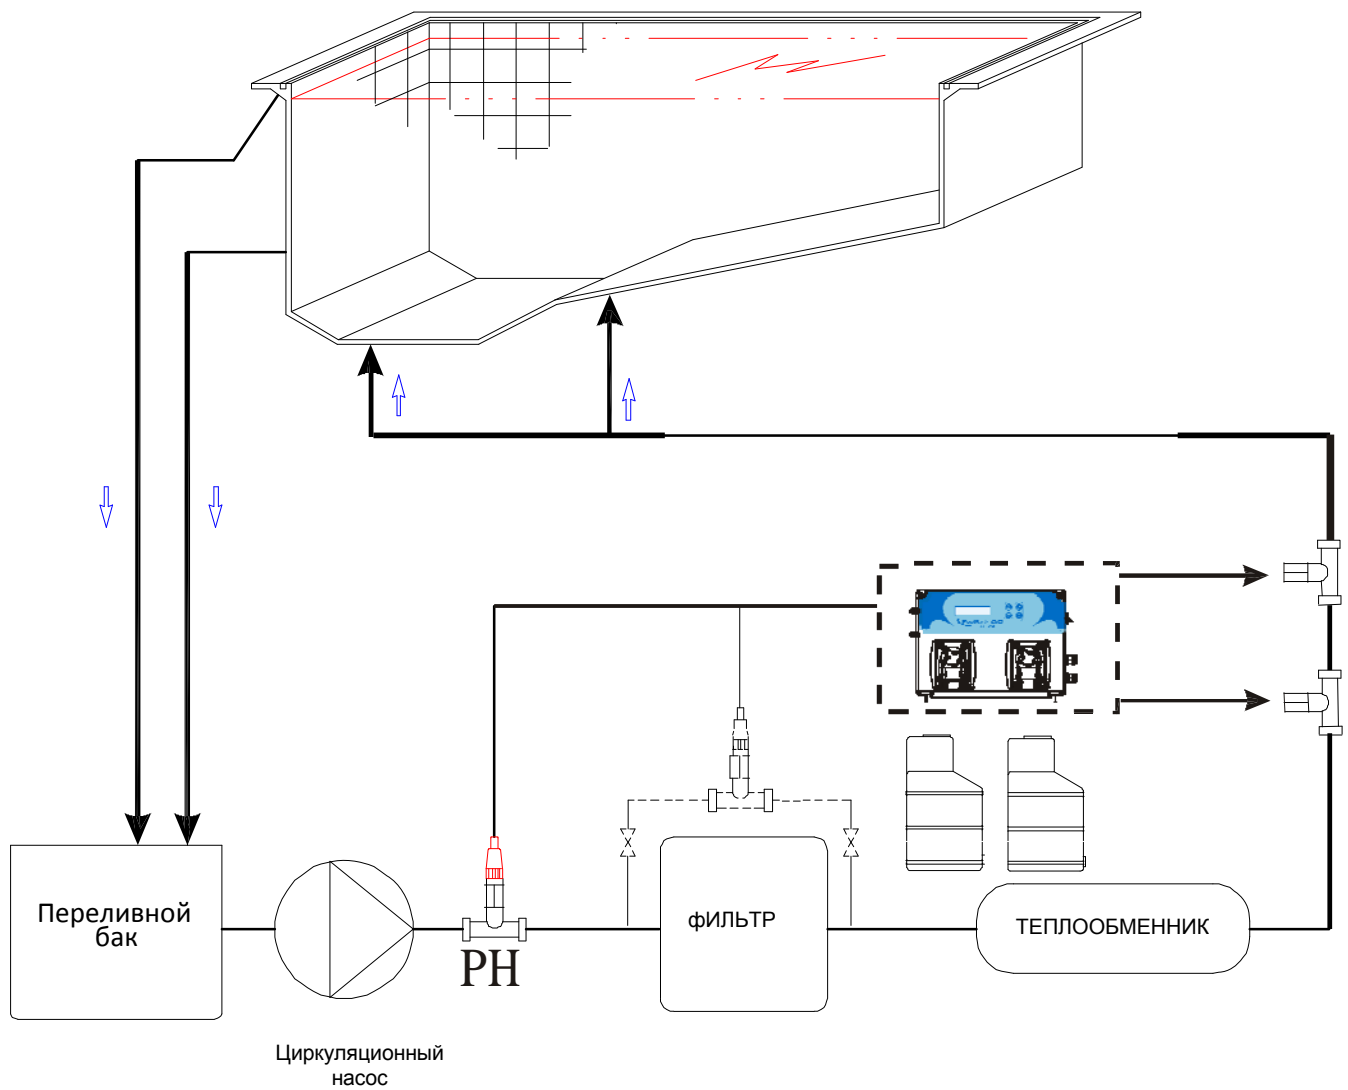 Переливной
бак
PH
фИЛЬТР
ТЕПЛООБМЕННИК
Циркуляционный
насос